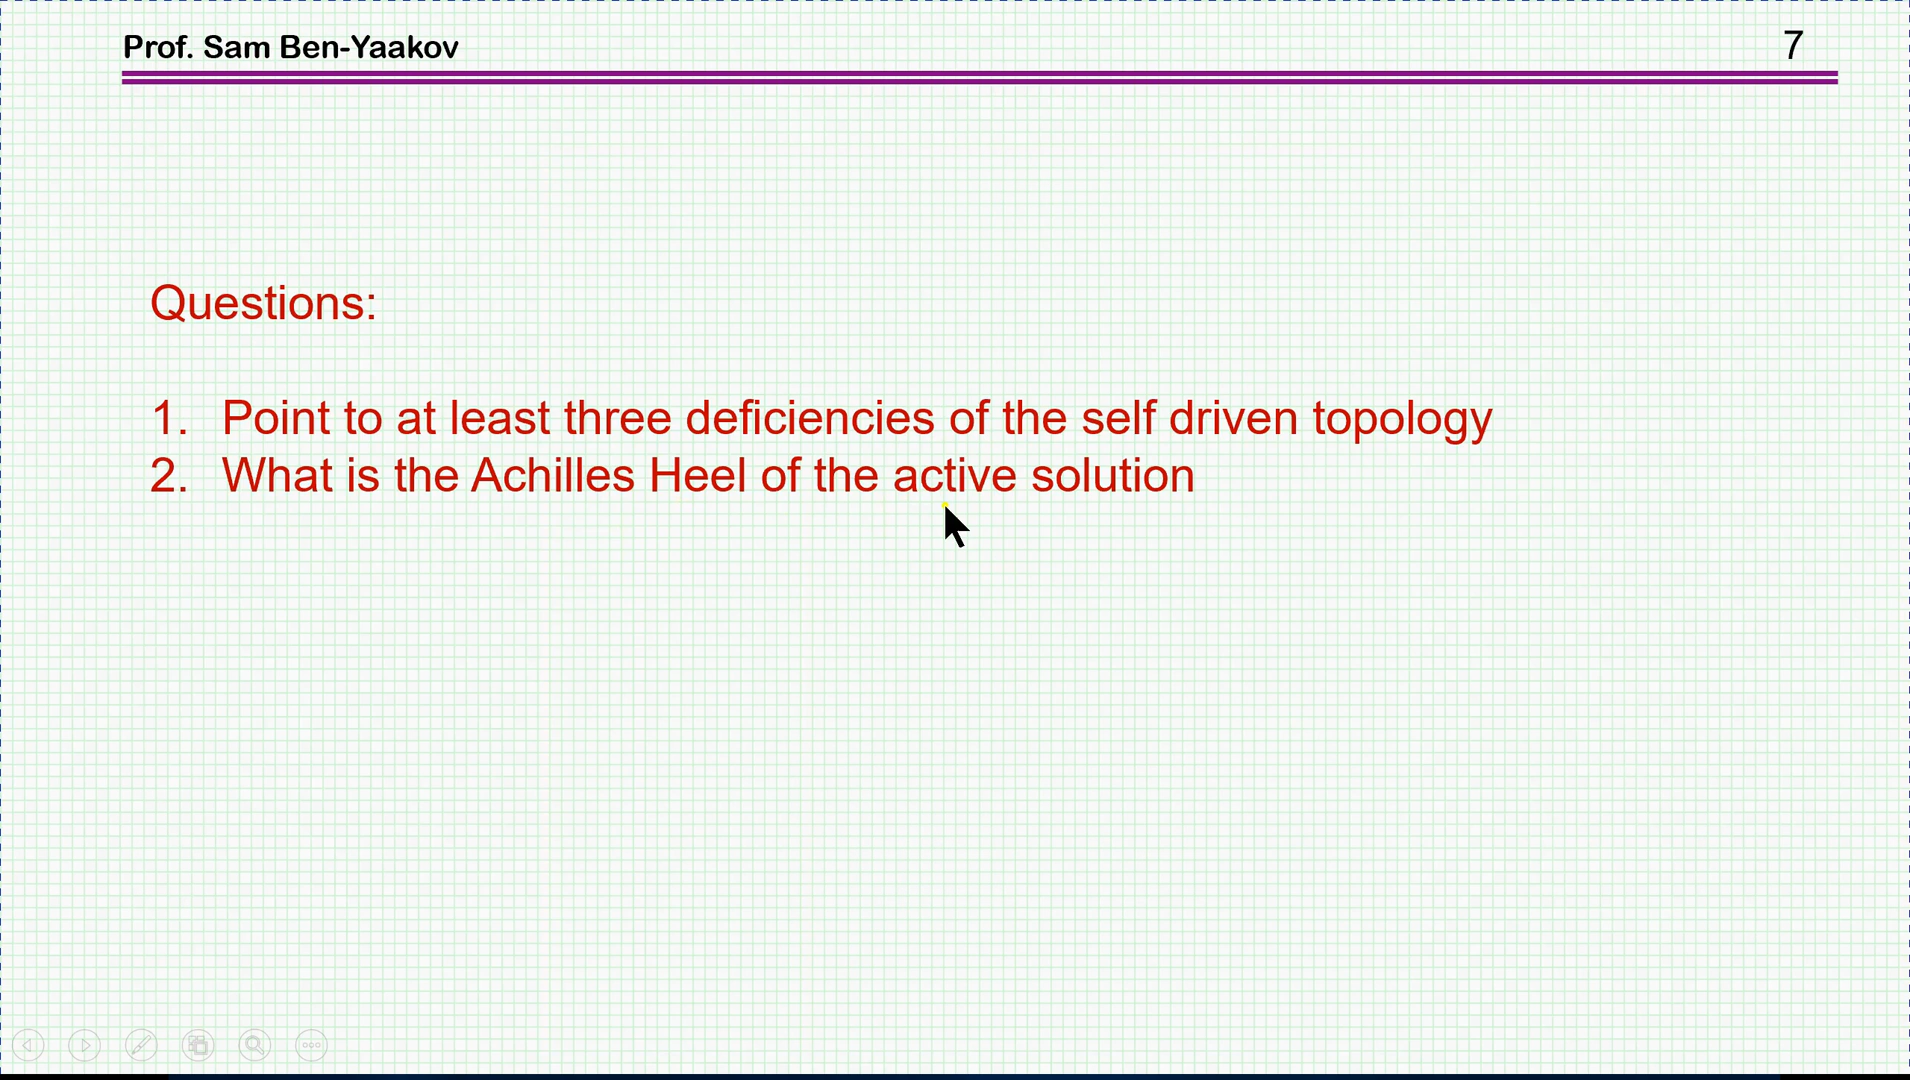 Prof. Sam Ben-Yaakov 7
Questions:
1. Point to at least three deficiencies of the self driven topology
2. What is the Achilles Heel of the active solution